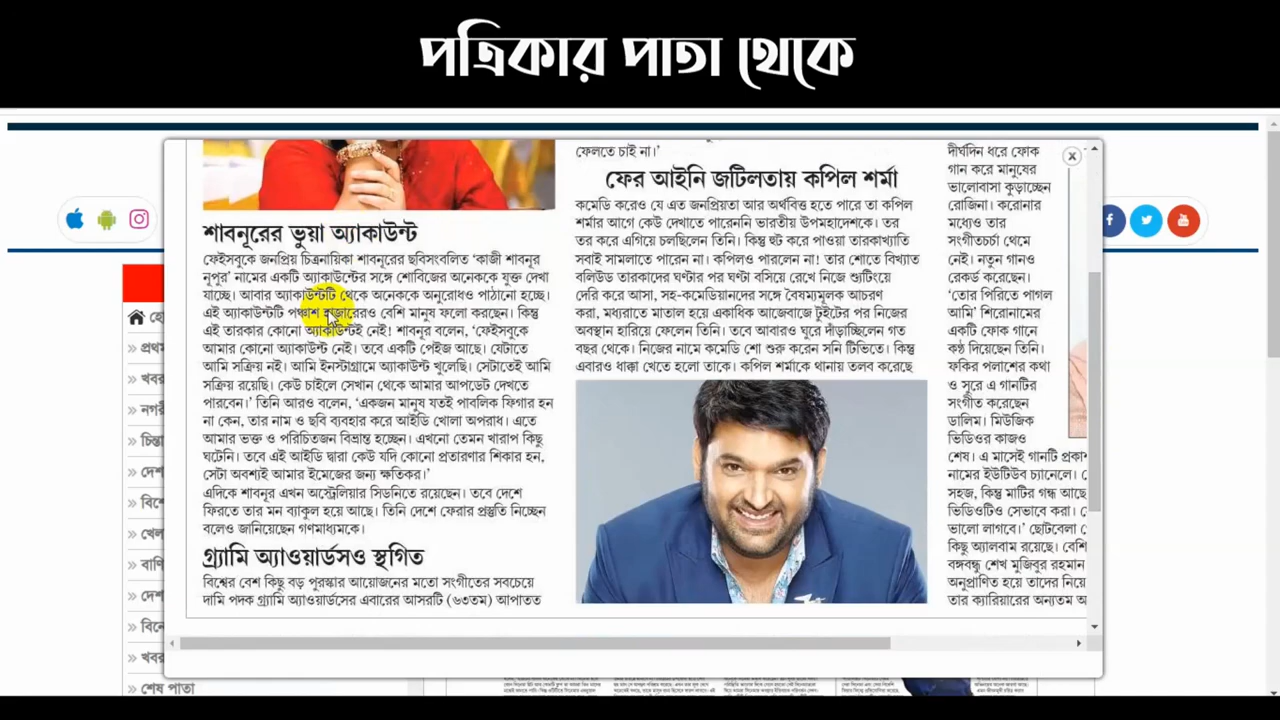 পত্রিকার পাতা থেকে
শাবনূরের ভুয়া অ্যাকাউন্ট
ফেইসবুকে জনপ্রিয় চিত্রনায়িকা শাবনূরের ছবিসংবলিত ‘কাজী শাবনূর
নূপুর’ নামের একটি অ্যাকাউন্টের সঙ্গে শোবিজের অনেককে যুক্ত দেখা
যাচ্ছে। আবার অ্যাকাউন্টটি থেকে অনেককে অনুরোধও পাঠানো হচ্ছে।
এই অ্যাকাউন্টটি পঞ্চাশ হাজারেরও বেশি মানুষ ফলো করছেন। কিন্তু
এই তারকার কোনো অ্যাকাউন্টই নেই! শাবনূর বলেন, ‘ফেইসবুকে
আমার কোনো অ্যাকাউন্ট নেই। তবে একটি পেইজ আছে। যেটাতে
আমি সক্রিয় নই। আমি ইনস্টাগ্রামে অ্যাকাউন্ট খুলেছি। সেটাতেই আমি
সক্রিয় রয়েছি। কেউ চাইলে সেখান থেকে আমার আপডেট দেখতে
পারবেন।’ তিনি আরও বলেন, ‘একজন মানুষ যতই পাবলিক ফিগার হন
না কেন, তার নাম ও ছবি ব্যবহার করে আইডি খোলা অপরাধ। এতে
আমার ভক্ত ও পরিচিতজন বিভ্রান্ত হচ্ছেন। এখনো তেমন খারাপ কিছু
ঘটেনি। তবে এই আইডি দ্বারা কেউ যদি কোনো প্রতারণার শিকার হন,
সেটা অবশ্যই আমার ইমেজের জন্য ক্ষতিকর।’
এদিকে শাবনূর এখন অস্ট্রেলিয়ার সিডনিতে রয়েছেন। তবে দেশে
ফিরতে তার মন ব্যাকুল হয়ে আছে। তিনি দেশে ফেরার প্রস্তুতি নিচ্ছেন
বলেও জানিয়েছেন গণমাধ্যমকে।
গ্র্যামি অ্যাওয়ার্ডসও স্থগিত
বিশ্বের বেশ কিছু বড় পুরস্কার আয়োজনের মতো সংগীতের সবচেয়ে
দামি পদক গ্র্যামি অ্যাওয়ার্ডসের এবারের আসরটি (৬৩তম) আপাতত
ফেলতে চাই না।’
ফের আইনি জটিলতায় কপিল শর্মা
কমেডি করেও যে এত জনপ্রিয়তা আর অর্থবিত্ত হতে পারে তা কপিল
শর্মার আগে কেউ দেখাতে পারেননি ভারতীয় উপমহাদেশকে। তর
তর করে এগিয়ে চলছিলেন তিনি। কিন্তু হুট করে পাওয়া তারকাখ্যাতি
সবাই সামলাতে পারেন না। কপিলও পারলেন না! তার শোতে বিখ্যাত
বলিউড তারকাদের ঘণ্টার পর ঘণ্টা বসিয়ে রেখে নিজে শ্যুটিংয়ে
দেরি করে আসা, সহ-কমেডিয়ানদের সঙ্গে বৈষম্যমূলক আচরণ
করা, মধ্যরাতে মাতাল হয়ে একাধিক আজেবাজে টুইটের পর নিজের
অবস্থান হারিয়ে ফেলেন তিনি। তবে আবারও ঘুরে দাঁড়াচ্ছিলেন গত
বছর থেকে। নিজের নামে কমেডি শো শুরু করেন সনি টিভিতে। কিন্তু
এবারও ধাক্কা খেতে হলো তাকে। কপিল শর্মাকে থানায় তলব করেছে
দীর্ঘদিন ধরে ফোক
গান করে মানুষের
ভালোবাসা কুড়াচ্ছেন
রোজিনা। করোনার
মধ্যেও তার
সংগীতচর্চা থেমে
নেই। নতুন গানও
রেকর্ড করেছেন।
‘তোর পিরিতে পাগল
আমি’ শিরোনামের
একটি ফোক গানে
কণ্ঠ দিয়েছেন তিনি।
ফকির পলাশের কথা
ও সুরে এ গানটির
সংগীত করেছেন
ডালিম। মিউজিক
ভিডিওর কাজও
শেষ। এ মাসেই গানটি প্রকাশ
নামের ইউটিউব চ্যানেলে।
সহজ, কিন্তু মাটির গন্ধ আছে
ভিডিওটিও সেভাবে করা।
ভালো লাগবে।’ ছোটবেলা
কিছু অ্যালবাম রয়েছে। বেশি
বঙ্গবন্ধু শেখ মুজিবুর রহমান
অনুপ্রাণিত হয়ে তাদের নিয়ে
তার ক্যারিয়ারের অন্যতম
শেষ পাতা